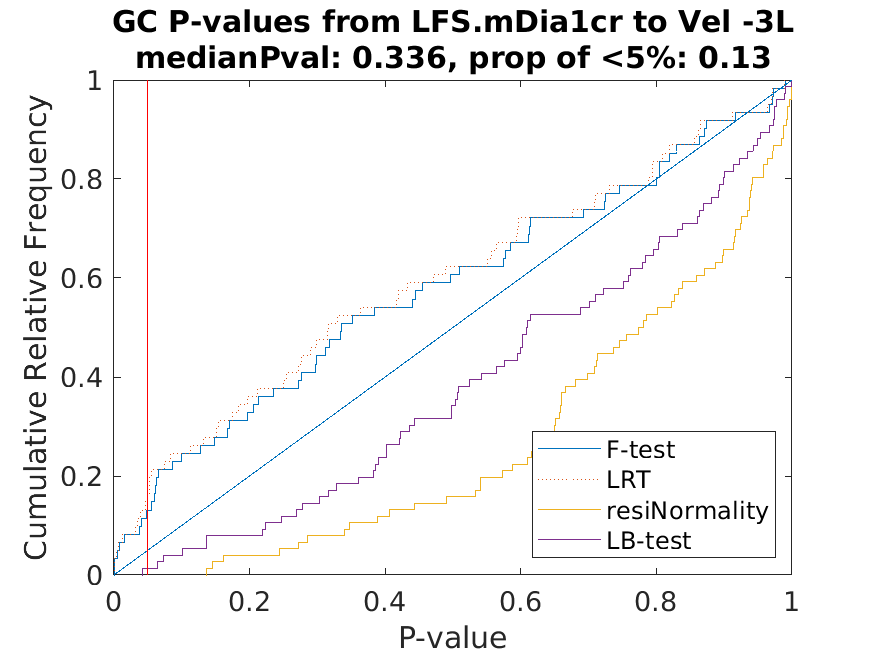 GC P-values from LFS.mDia1cr to Vel -3L
medianPval: 0.336, prop of <5%: 0.13
Cumulative Relative Frequency
1
0.8
0.6
0.4
0.2
0
F-test
LRT
resiNormality
LB-test
0 0.2 0.4 0.6 0.8 1
P-value